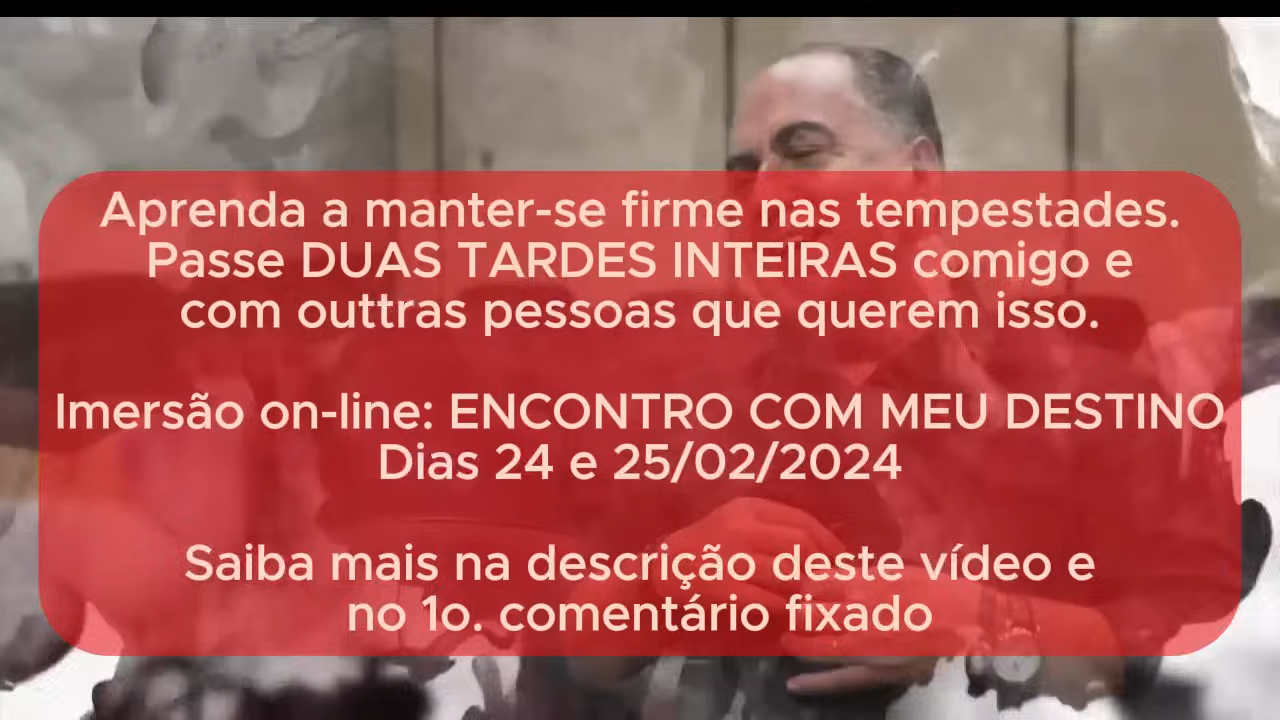 Aprenda a manter-se firme nas tempestades.
Passe DUAS TARDES INTEIRAS comigo e
com outtras pessoas que querem isso.
Imersão on-line: ENCONTRO COM MEU DESTINO
Dias 24 e 25/02/2024
Saiba mais na descrição deste vídeo e
no 1o. comentário fixado